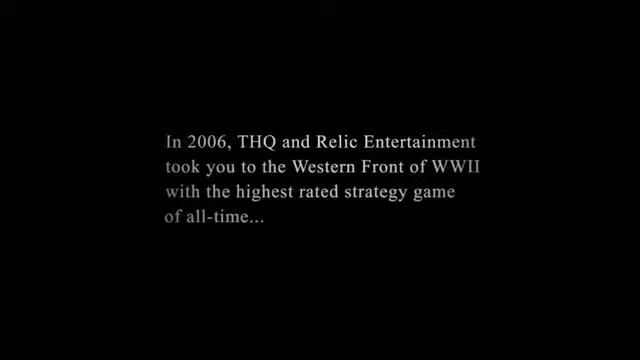 In 2006, THQ and Relic Entertainment
took you to the Western Front of WWII
with the highest rated strategy game
of all-time...